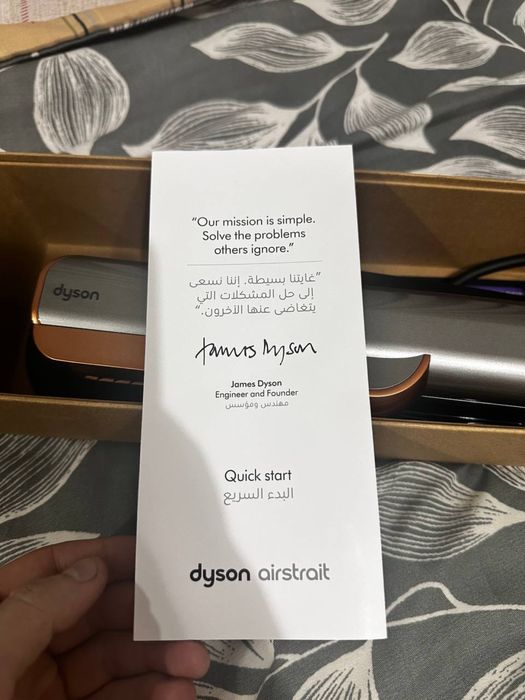 "Our mission is simple.
Solve the problems
others ignore."
"غايتنا بسيطة. إننا نسعى
إلى حل المشكلات التي
يتغاضى عنها الآخرون."
James Dyson
James Dyson
Engineer and Founder
مهندس ومؤسس
Quick start
البدء السريع
dyson airstrait
dyson